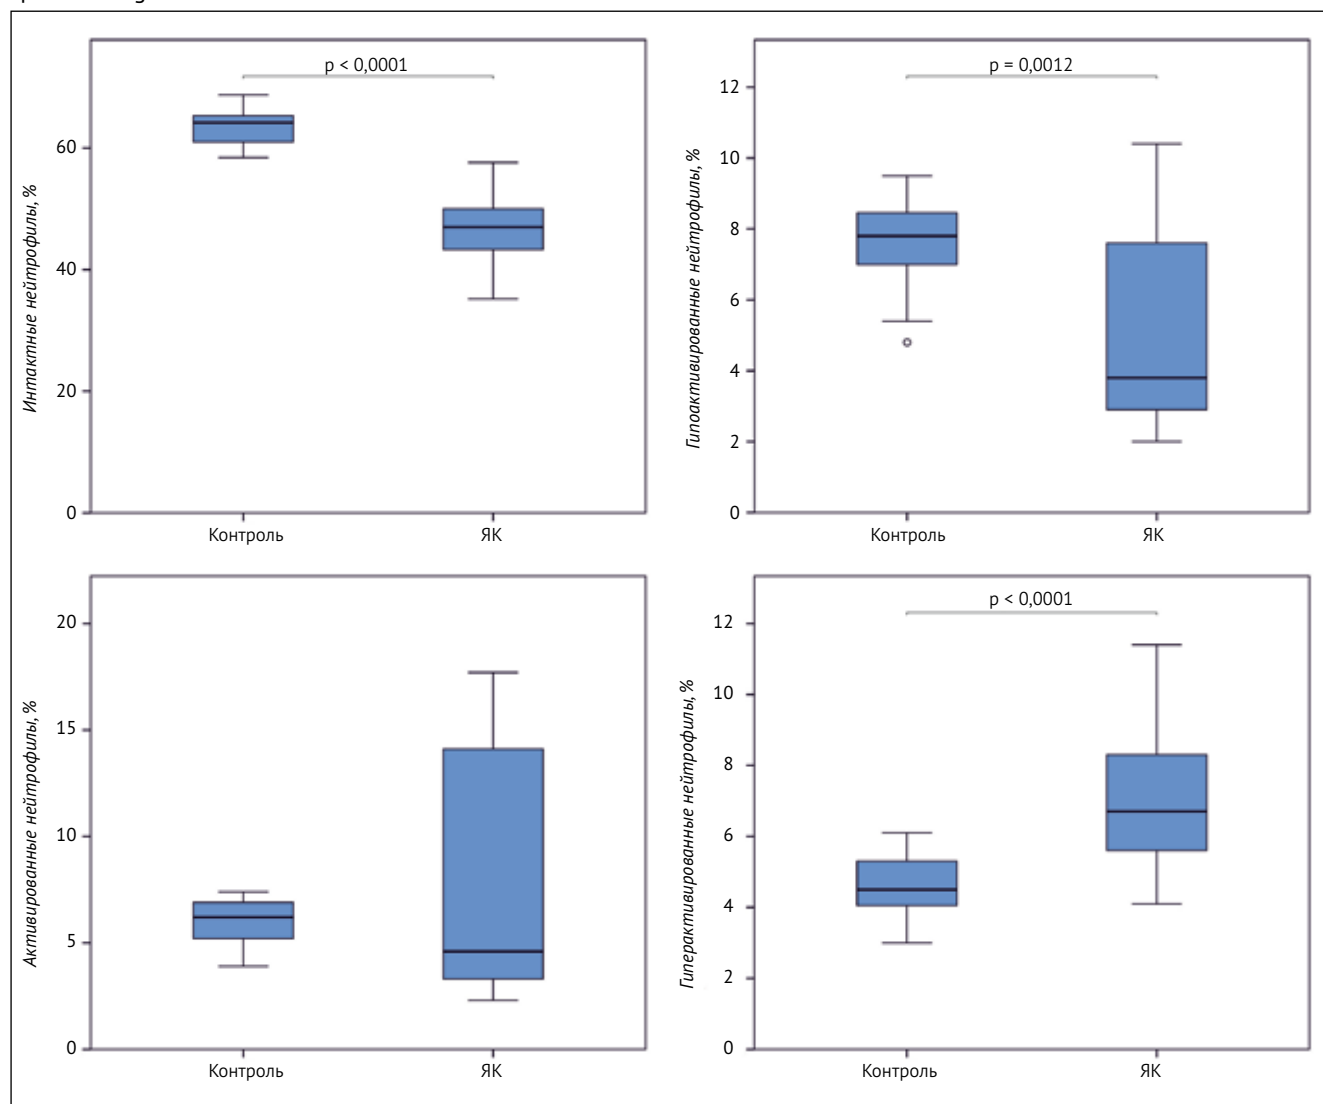 p < 0,0001
60
40
20
0
Интактные нейтрофилы, %
Контроль
ЯК
p = 0,0012
12
10
8
6
4
2
0
Гипоактивированные нейтрофилы, %
Контроль
ЯК
20
15
10
5
0
Активированные нейтрофилы, %
Контроль
ЯК
p < 0,0001
12
10
8
6
4
2
0
Гиперактивированные нейтрофилы, %
Контроль
ЯК